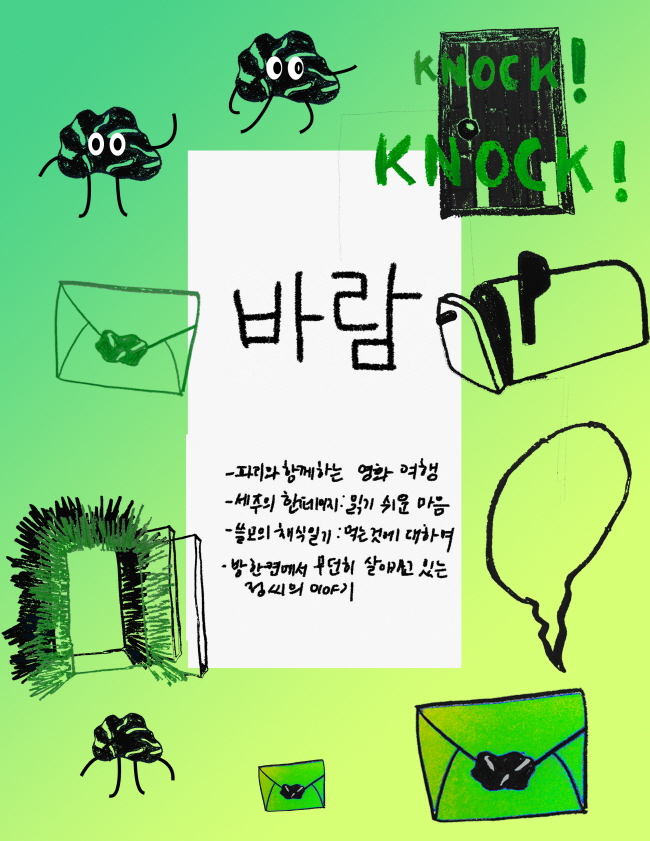 KNOCK!
KNOCK!
바람
-파리와 함께하는 영화 여행
-세주의 한페이지:읽기 쉬운 마음
-쓸모의 채식일기:먹는것에 대하여
-방한켠에서 무던히 살아가고 있는
정씨의 이야기